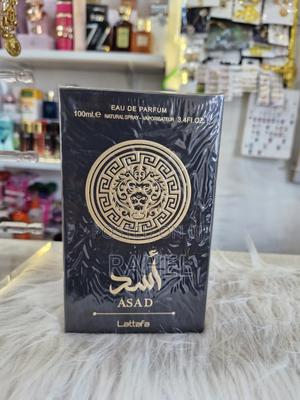 EAU DE PARFUM
100ml.e NATURAL SPRAY - VAPORISATEUR 3.4FL.OZ.
أسد
ASAD
Lattafa